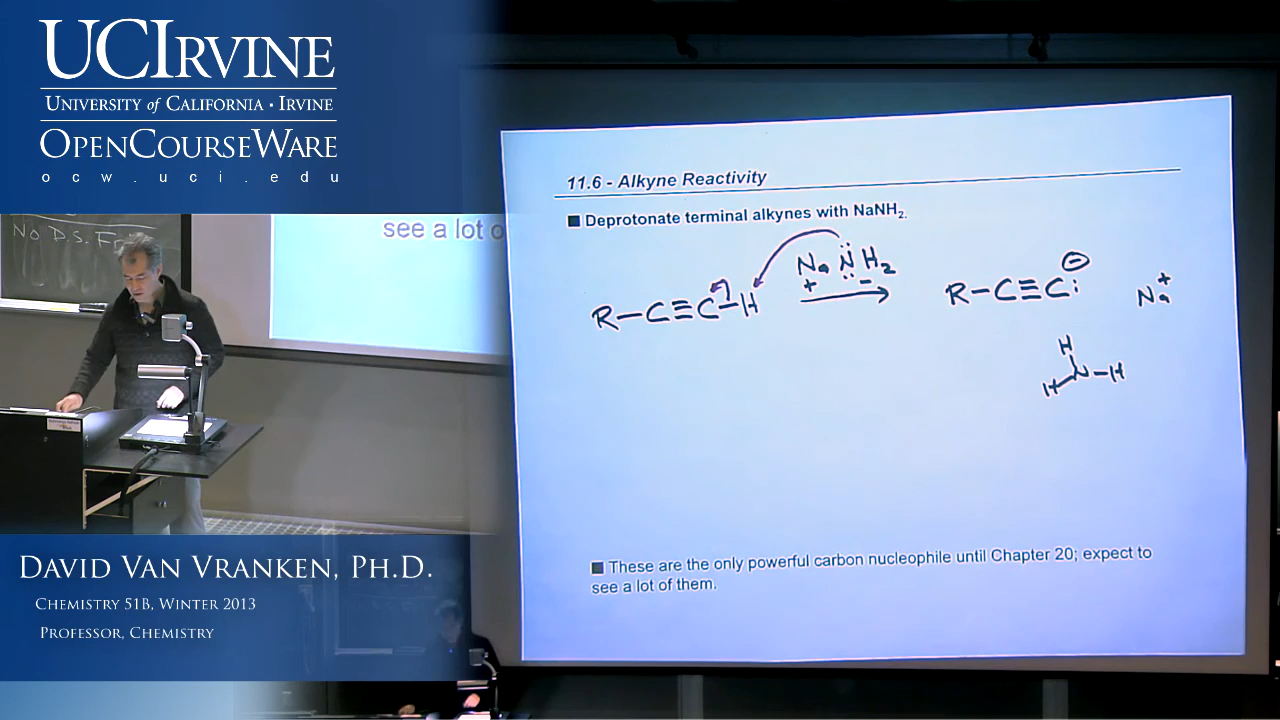 UCIRVINE
UNIVERSITY of CALIFORNIA · IRVINE
OPENCOURSEWARE
ocw.uci.edu
No D.S.
see a lot o
11.6 - Alkyne Reactivity
■ Deprotonate terminal alkynes with NaNH₂.
Na N̈H₂
+ –
R–C≡C–H → R–C≡C:⊖ Na⁺
H
H–N–H
■ These are the only powerful carbon nucleophile until Chapter 20; expect to
see a lot of them.
DAVID VAN VRANKEN, PH.D.
CHEMISTRY 51B, WINTER 2013
PROFESSOR, CHEMISTRY